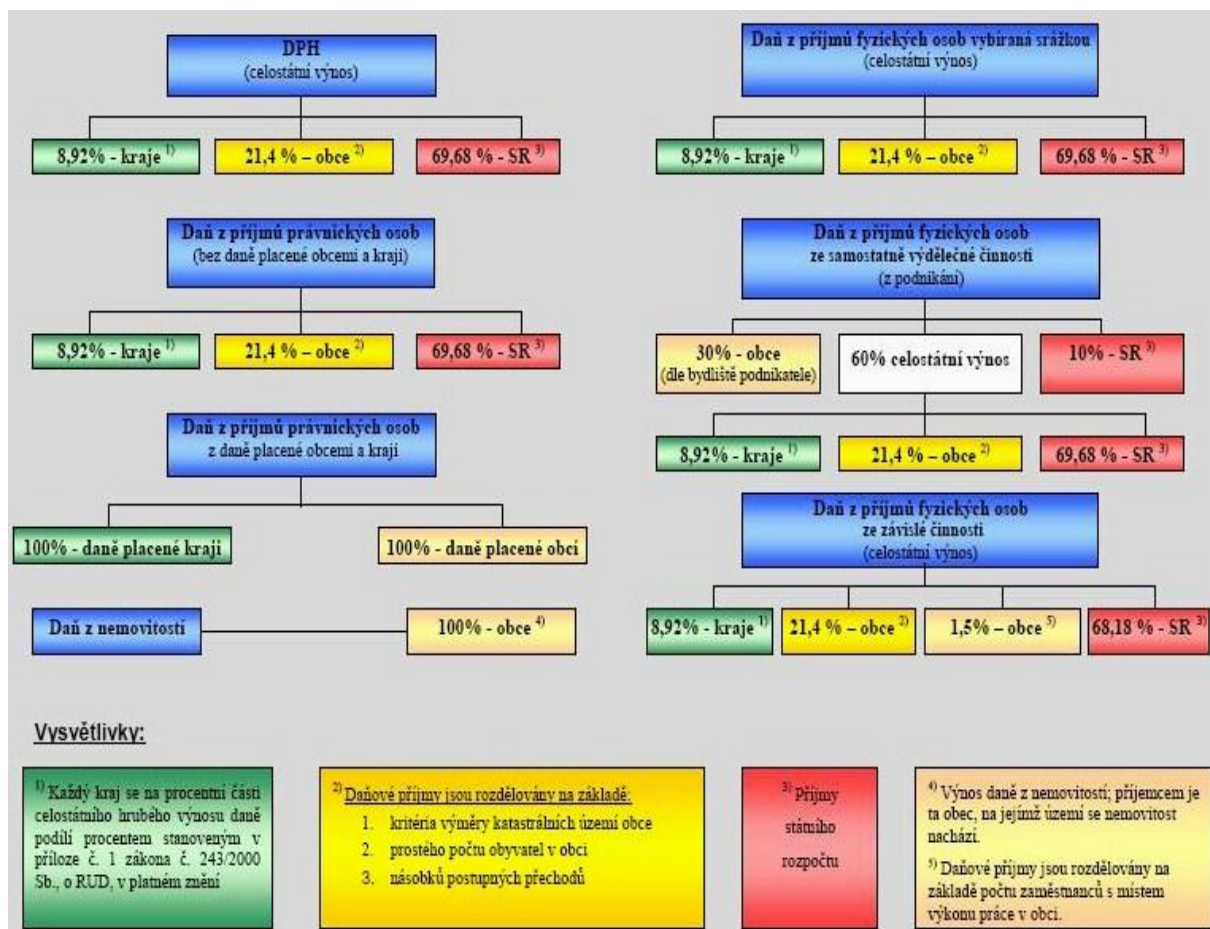 DPH
(celostátní výnos)
8,92% - kraje 1)
21,4 % – obce 2)
69,68 % - SR 3)
Daň z příjmů právnických osob
(bez daně placené obcemi a kraji)
8,92% - kraje 1)
21,4 % – obce 2)
69,68 % - SR 3)
Daň z příjmů právnických osob
z daně placené obcemi a kraji
100% - daně placené kraji
100% - daně placené obcí
Daň z nemovitostí
100% - obce 4)
Daň z příjmů fyzických osob vybíraná srážkou
(celostátní výnos)
8,92% - kraje 1)
21,4 % – obce 2)
69,68 % - SR 3)
Daň z příjmů fyzických osob
ze samostatně výdělečné činnosti
(z podnikání)
30% - obce
(dle bydliště podnikatele)
60% celostátní výnos
10% - SR 3)
8,92% - kraje 1)
21,4 % – obce 2)
69,68 % - SR 3)
Daň z příjmů fyzických osob
ze závislé činnosti
(celostátní výnos)
8,92% - kraje 1)
21,4 % – obce 2)
1,5% – obce 5)
68,18 % - SR 3)
Vysvětlivky:
1) Každý kraj se na procentní části
celostátního hrubého výnosu daně
podílí procentem stanoveným v
příloze č. 1 zákona č. 243/2000
Sb., o RUD, v platném znění
2) Daňové příjmy jsou rozdělovány na základě:
1. kritéria výměry katastrálních území obce
2. prostého počtu obyvatel v obci
3. násobků postupných přechodů
3) Příjmy
státního
rozpočtu
4) Výnos daně z nemovitostí; příjemcem je
ta obec, na jejímž území se nemovitost
nachází.
5) Daňové příjmy jsou rozdělovány na
základě počtu zaměstnanců s místem
výkonu práce v obci.